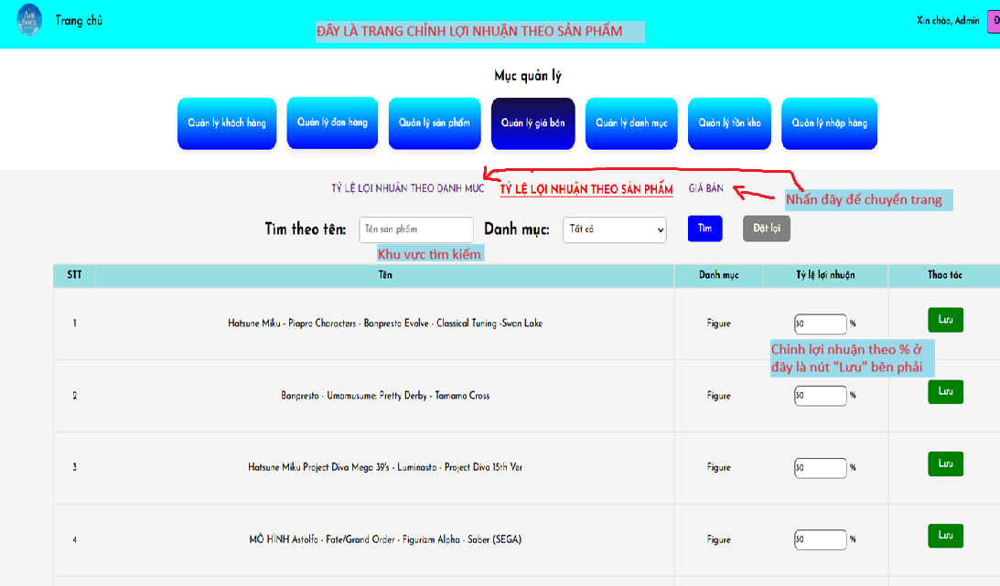 Aoi
Sora
Trang chủ
ĐÂY LÀ TRANG CHỈNH LỢI NHUẬN THEO SẢN PHẨM
Xin chào, Admin
Đ
Mục quản lý
Quản lý khách hàng
Quản lý đơn hàng
Quản lý sản phẩm
Quản lý giá bán
Quản lý danh mục
Quản lý tồn kho
Quản lý nhập hàng
TỶ LỆ LỢI NHUẬN THEO DANH MỤC
TỶ LỆ LỢI NHUẬN THEO SẢN PHẨM
GIÁ BÁN
Nhấn đây để chuyển trang
Tìm theo tên:
Tên sản phẩm
Danh mục:
Tất cả
Tìm
Đặt lại
Khu vực tìm kiếm
STT Tên Danh mục Tỷ lệ lợi nhuận Thao tác
1 Hatsune Miku - Piapro Characters - Banpresto Evolve - Classical Tuning -Swan Lake Figure 30 % Lưu
Chỉnh lợi nhuận theo % ở
đây là nút "Lưu" bên phải
2 Banpresto - Umamusume: Pretty Derby - Tamamo Cross Figure 30 % Lưu
3 Hatsune Miku Project Diva Mega 39's - Luminasta - Project Diva 15th Ver Figure 30 % Lưu
4 MÔ HÌNH Astolfo - Fate/Grand Order - Figurizm Alpha - Saber (SEGA) Figure 30 % Lưu